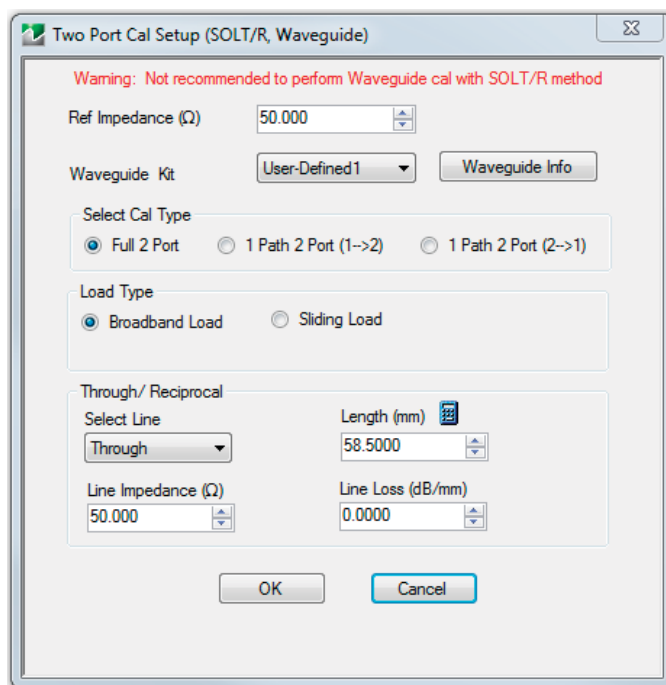 Two Port Cal Setup (SOLT/R, Waveguide)
Warning: Not recommended to perform Waveguide cal with SOLT/R method
Ref Impedance (Ω) 50.000
Waveguide Kit User-Defined1 Waveguide Info
Select Cal Type
Full 2 Port 1 Path 2 Port (1-->2) 1 Path 2 Port (2-->1)
Load Type
Broadband Load Sliding Load
Through/ Reciprocal
Select Line Length (mm)
Through 58.5000
Line Impedance (Ω) Line Loss (dB/mm)
50.000 0.0000
OK Cancel